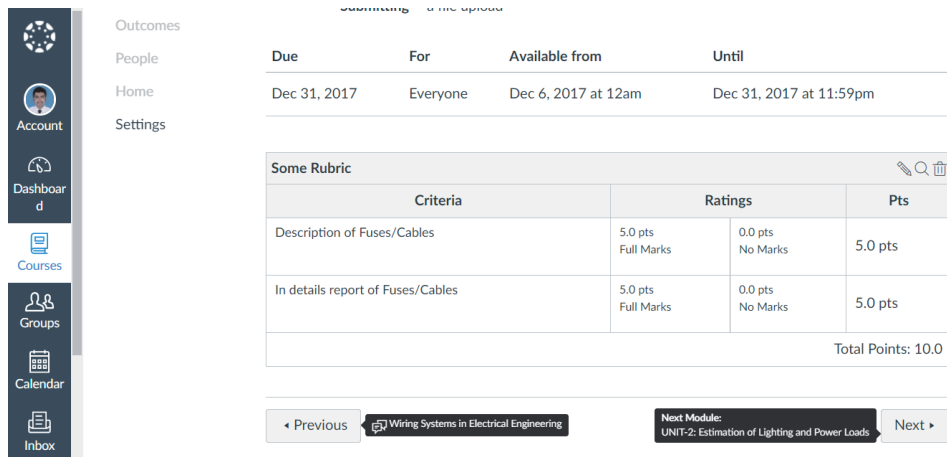 Submitting a file upload
Outcomes
People
Home
Settings
Account
Dashboar
d
Courses
Groups
Calendar
Inbox
Due For Available from Until
Dec 31, 2017 Everyone Dec 6, 2017 at 12am Dec 31, 2017 at 11:59pm
Some Rubric
Criteria Ratings Pts
Description of Fuses/Cables
5.0 pts
Full Marks
0.0 pts
No Marks
5.0 pts
In details report of Fuses/Cables
5.0 pts
Full Marks
0.0 pts
No Marks
5.0 pts
Total Points: 10.0
Previous
Wiring Systems in Electrical Engineering
Next Module:
UNIT-2: Estimation of Lighting and Power Loads
Next